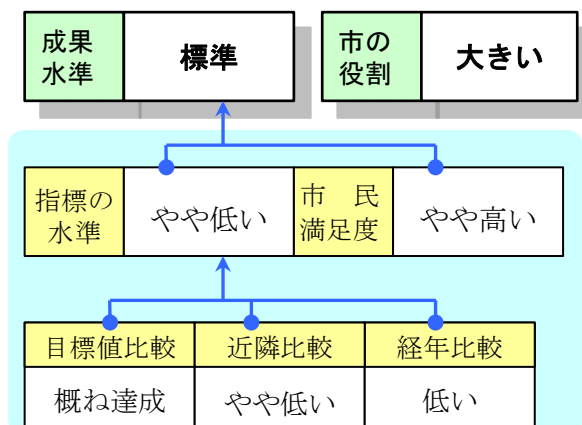 成果
水準
標準
市の
役割
大きい
指標の
水準
やや低い
市 民
満足度
やや高い
目標値比較
近隣比較
経年比較
概ね達成
やや低い
低い